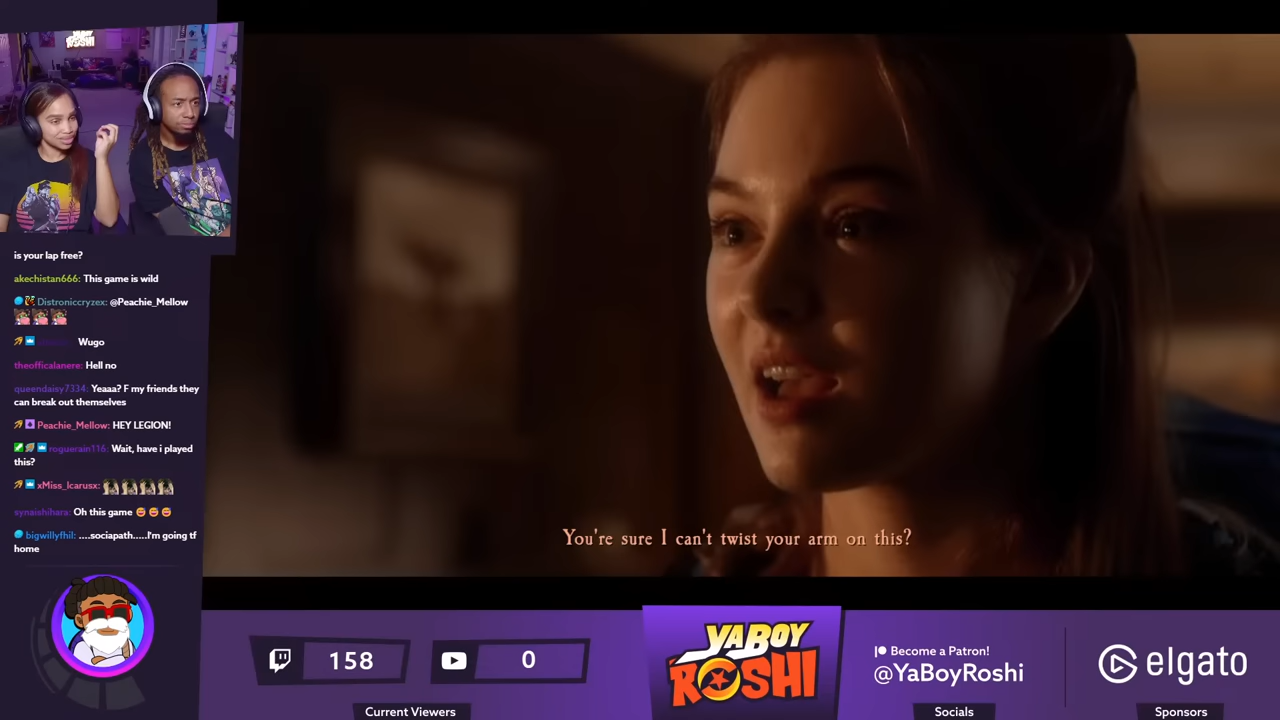 YABOY
ROSHI
is your lap free?
akechistan666: This game is wild
Distroniccryzex: @Peachie_Mellow
Wugo
theofficalanere: Hell no
queendaisy7334: Yeaaa? F my friends they
can break out themselves
Peachie_Mellow: HEY LEGION!
roguerain116: Wait, have i played
this?
xMiss_Icarusx:
synaishihara: Oh this game
bigwillyfhil: ....sociapath.....I'm going tf
home
You're sure I can't twist your arm on this?
158
0
Current Viewers
YABOY
ROSHI
Become a Patron!
@YaBoyRoshi
Socials
elgato
Sponsors